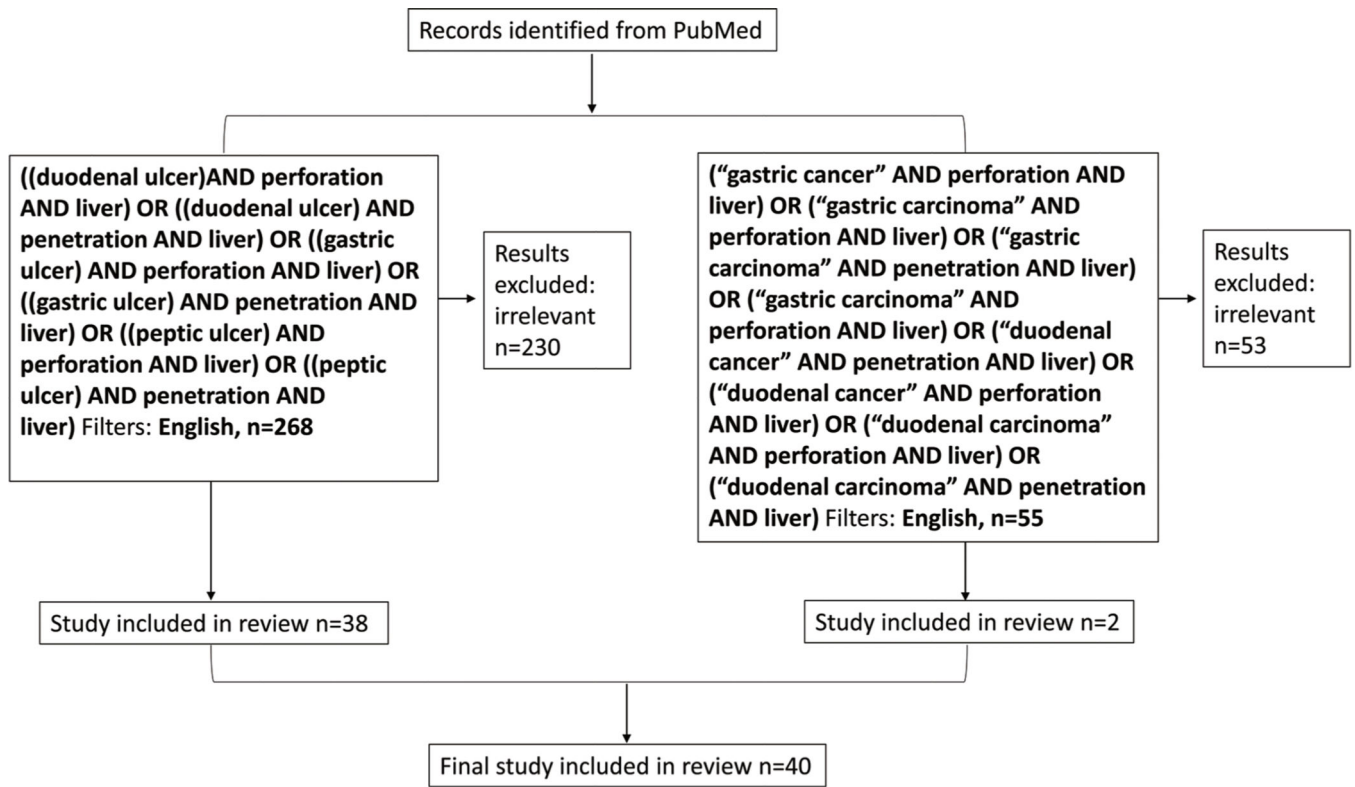 Records identified from PubMed
((duodenal ulcer)AND perforation
AND liver) OR ((duodenal ulcer) AND
penetration AND liver) OR ((gastric
ulcer) AND perforation AND liver) OR
((gastric ulcer) AND penetration AND
liver) OR ((peptic ulcer) AND
perforation AND liver) OR ((peptic
ulcer) AND penetration AND
liver) Filters: English, n=268
Results
excluded:
irrelevant
n=230
(“gastric cancer” AND perforation AND
liver) OR (“gastric carcinoma” AND
perforation AND liver) OR (“gastric
carcinoma” AND penetration AND liver)
OR (“gastric carcinoma” AND
perforation AND liver) OR (“duodenal
cancer” AND penetration AND liver) OR
(“duodenal cancer” AND perforation
AND liver) OR (“duodenal carcinoma”
AND perforation AND liver) OR
(“duodenal carcinoma” AND penetration
AND liver) Filters: English, n=55
Results
excluded:
irrelevant
n=53
Study included in review n=38
Study included in review n=2
Final study included in review n=40